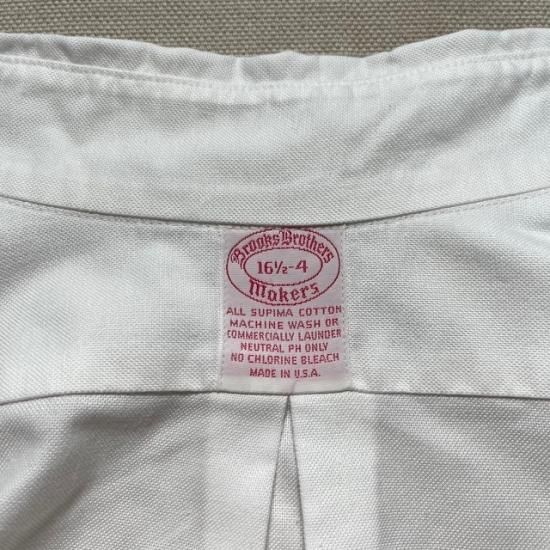 Brooks Brothers
16½-4
Makers
ALL SUPIMA COTTON
MACHINE WASH OR
COMMERCIALLY LAUNDER
NEUTRAL PH ONLY
NO CHLORINE BLEACH
MADE IN U.S.A.